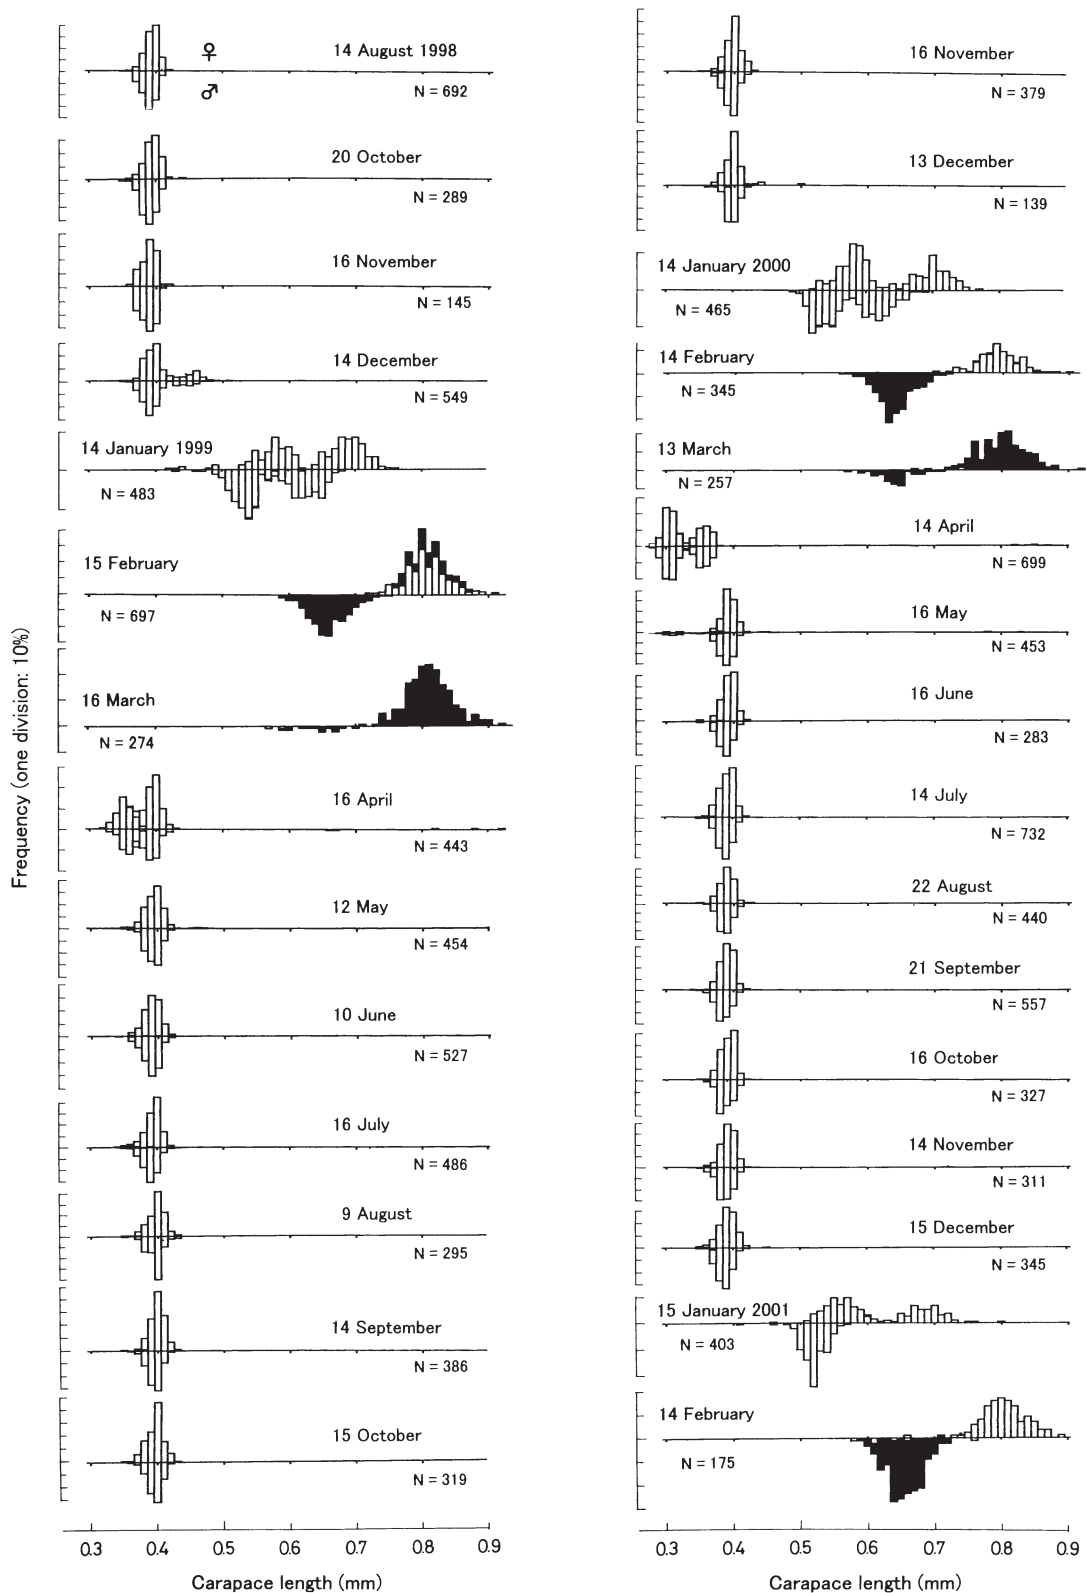 Frequency (one division: 10%)
♀ 14 August 1998
♂ N = 692
20 October
N = 289
16 November
N = 145
14 December
N = 549
14 January 1999
N = 483
15 February
N = 697
16 March
N = 274
16 April
N = 443
12 May
N = 454
10 June
N = 527
16 July
N = 486
9 August
N = 295
14 September
N = 386
15 October
N = 319
0.3 0.4 0.5 0.6 0.7 0.8 0.9
Carapace length (mm)
16 November
N = 379
13 December
N = 139
14 January 2000
N = 465
14 February
N = 345
13 March
N = 257
14 April
N = 699
16 May
N = 453
16 June
N = 283
14 July
N = 732
22 August
N = 440
21 September
N = 557
16 October
N = 327
14 November
N = 311
15 December
N = 345
15 January 2001
N = 403
14 February
N = 175
0.3 0.4 0.5 0.6 0.7 0.8 0.9
Carapace length (mm)